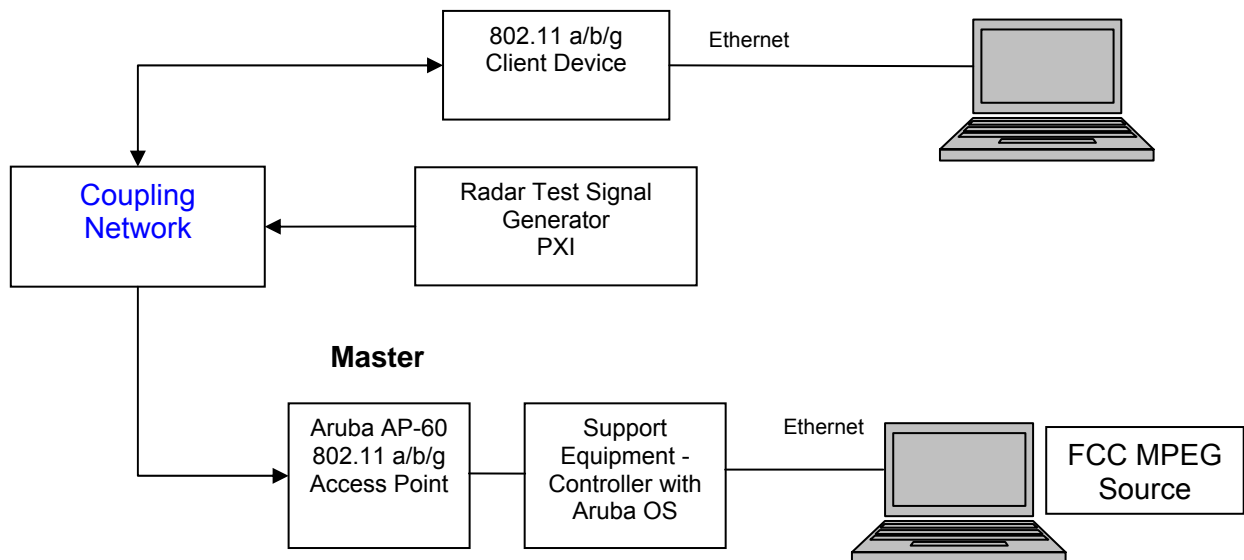 802.11 a/b/g
Client Device
Ethernet
Coupling
Network
Radar Test Signal
Generator
PXI
Master
Aruba AP-60
802.11 a/b/g
Access Point
Support
Equipment -
Controller with
Aruba OS
Ethernet
FCC MPEG
Source